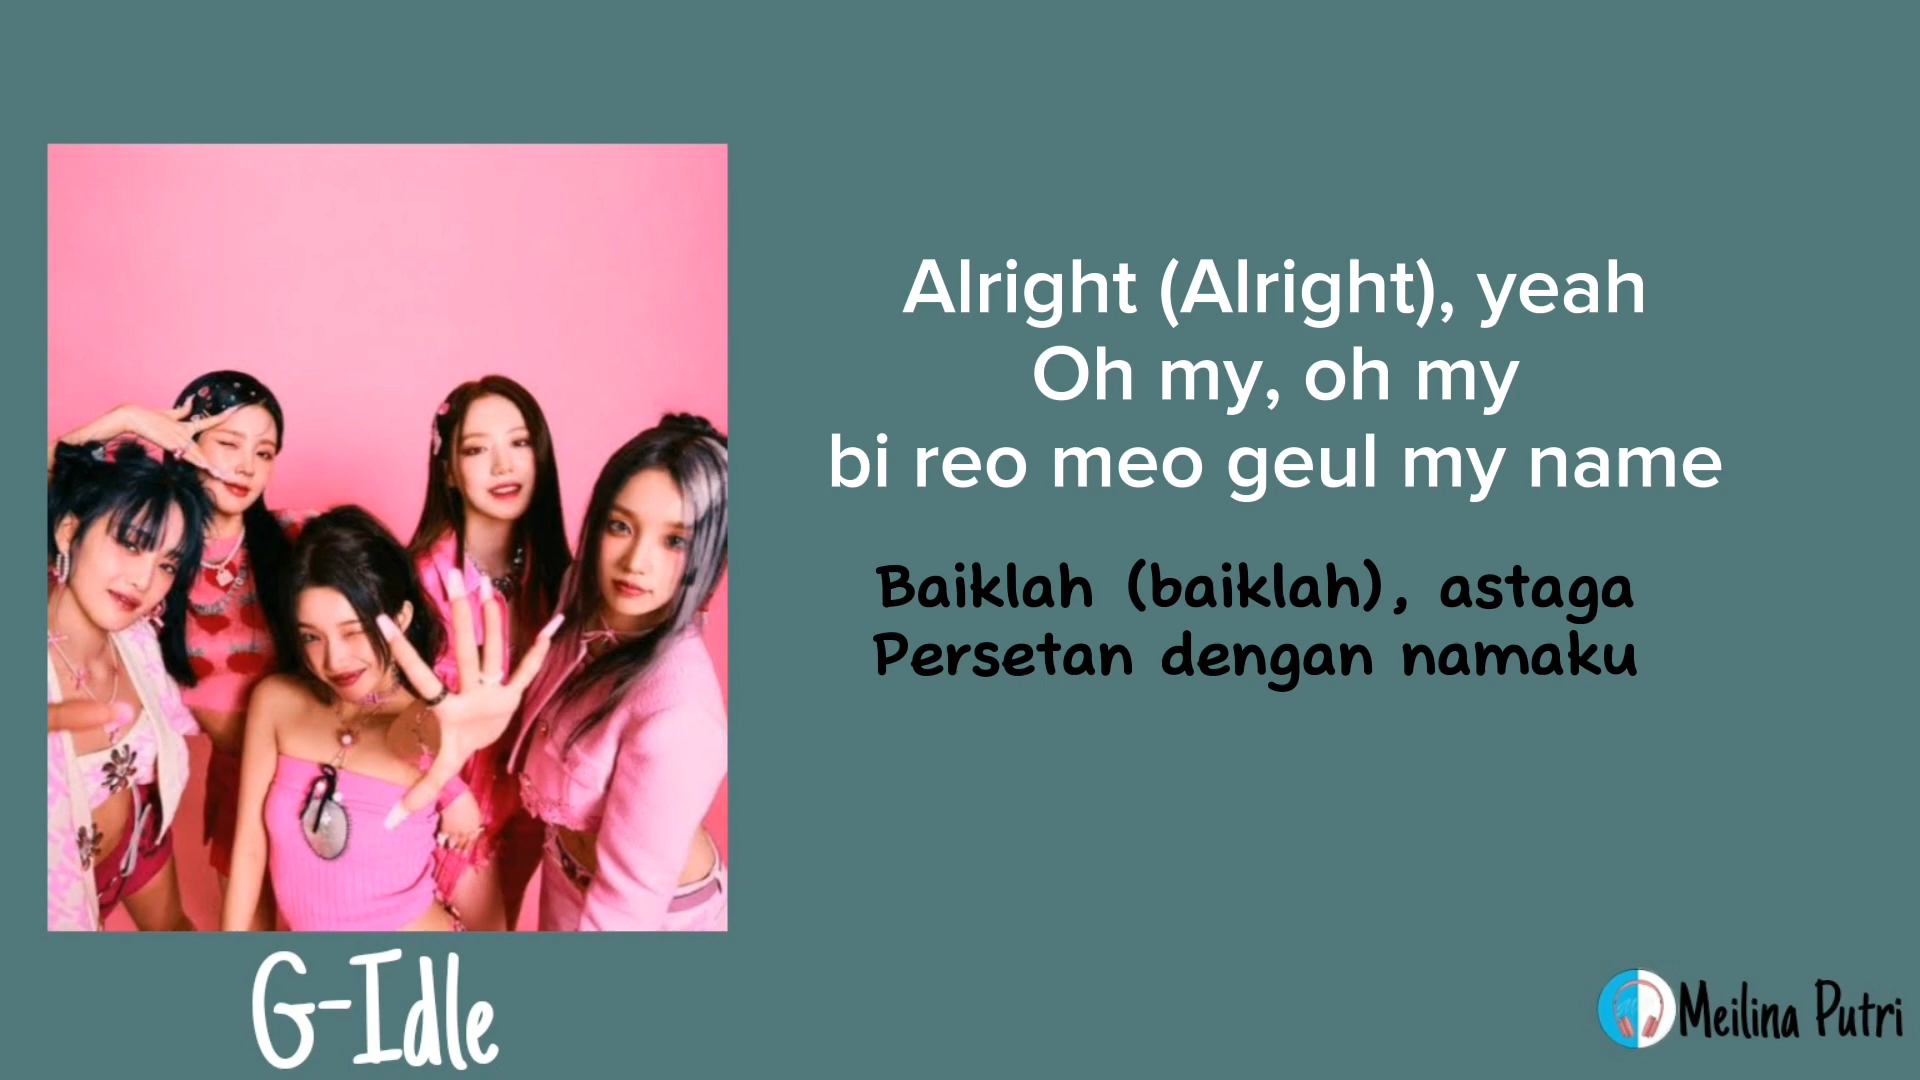 Alright (Alright), yeah
Oh my, oh my
bi reo meo geul my name
Baiklah (baiklah), astaga
Persetan dengan namaku
G-Idle
Meilina Putri